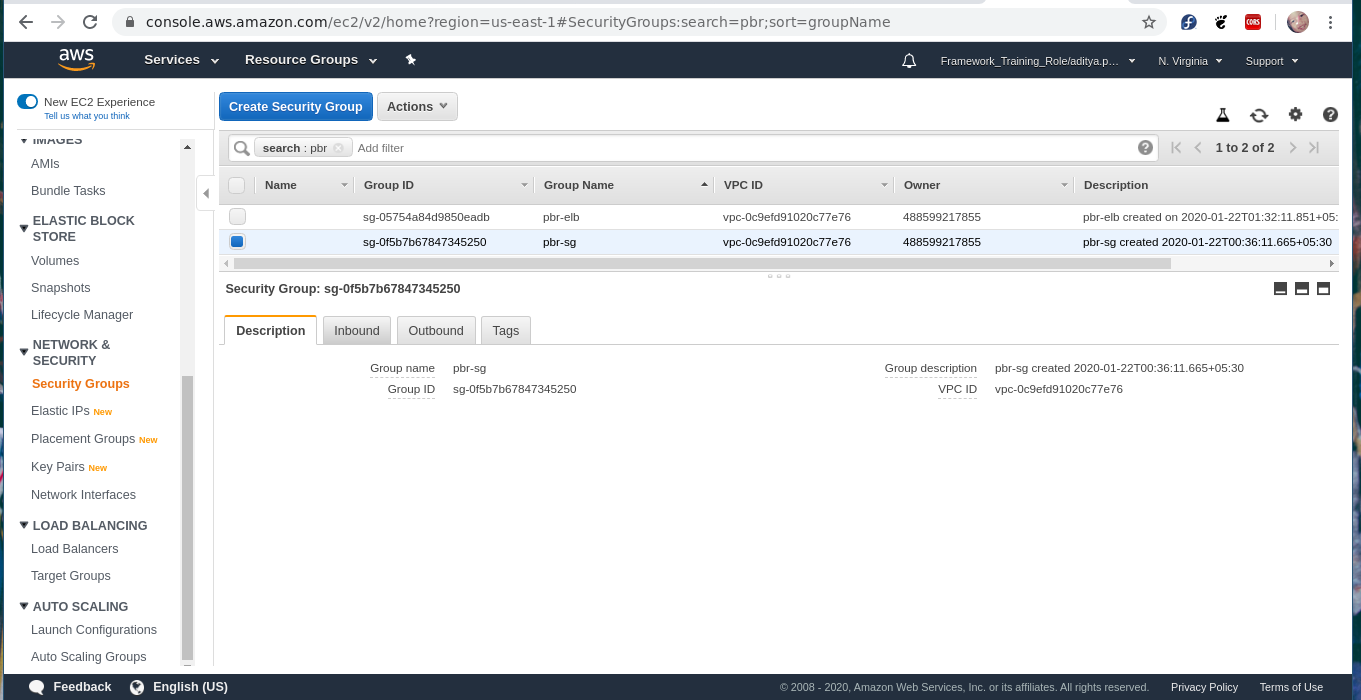 console.aws.amazon.com/ec2/v2/home?region=us-east-1#SecurityGroups:search=pbr;sort=groupName
CORS
aws Services Resource Groups Framework_Training_Role/aditya.p... N. Virginia Support
New EC2 Experience
Tell us what you think
IMAGES
AMIs
Bundle Tasks
ELASTIC BLOCK
STORE
Volumes
Snapshots
Lifecycle Manager
NETWORK &
SECURITY
Security Groups
Elastic IPs New
Placement Groups New
Key Pairs New
Network Interfaces
LOAD BALANCING
Load Balancers
Target Groups
AUTO SCALING
Launch Configurations
Auto Scaling Groups
Create Security Group Actions
search : pbr Add filter 1 to 2 of 2
Name Group ID Group Name VPC ID Owner Description
sg-05754a84d9850eadb pbr-elb vpc-0c9efd91020c77e76 488599217855 pbr-elb created on 2020-01-22T01:32:11.851+05:
sg-0f5b7b67847345250 pbr-sg vpc-0c9efd91020c77e76 488599217855 pbr-sg created 2020-01-22T00:36:11.665+05:30
Security Group: sg-0f5b7b67847345250
Description Inbound Outbound Tags
Group name pbr-sg Group description pbr-sg created 2020-01-22T00:36:11.665+05:30
Group ID sg-0f5b7b67847345250 VPC ID vpc-0c9efd91020c77e76
Feedback English (US) © 2008 - 2020, Amazon Web Services, Inc. or its affiliates. All rights reserved. Privacy Policy Terms of Use